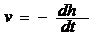 v = − dh/dt